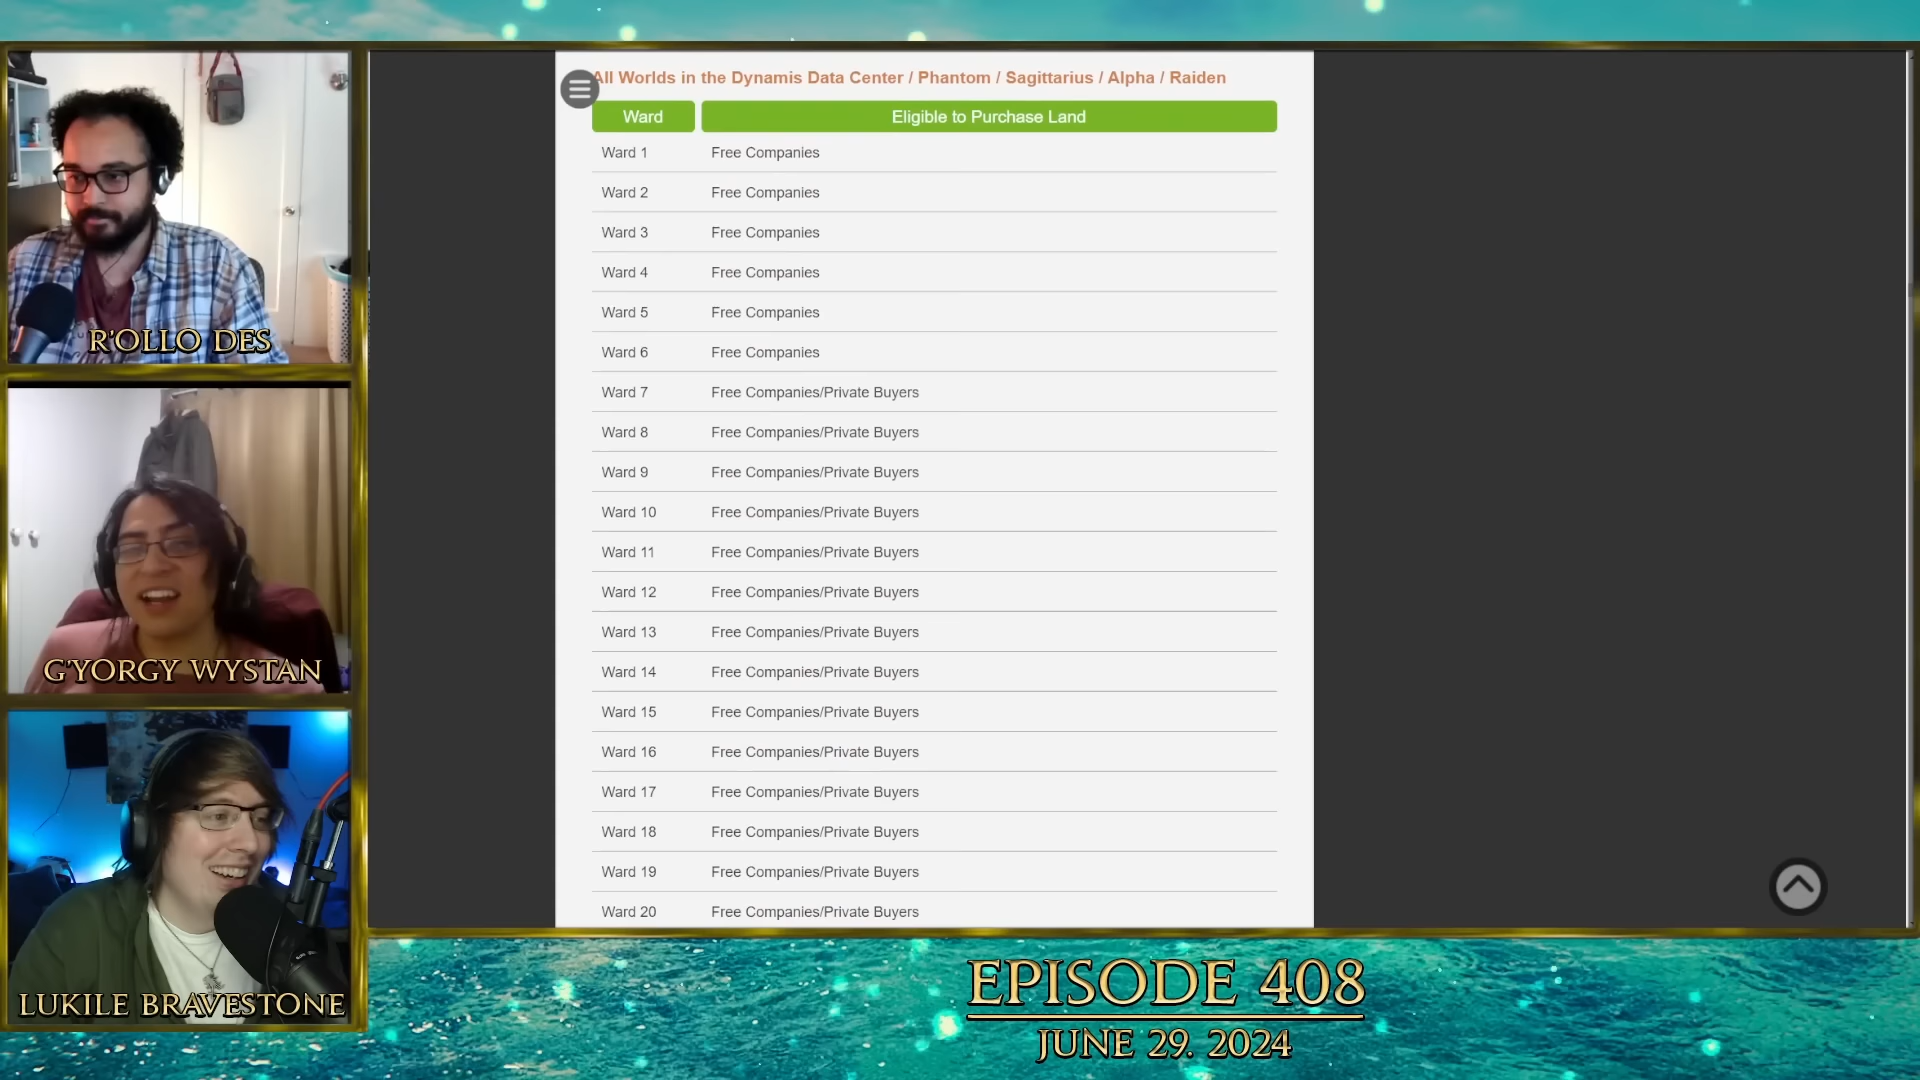 R'OLLO DES
G'YORGY WYSTAN
LUKILE BRAVESTONE
All Worlds in the Dynamis Data Center / Phantom / Sagittarius / Alpha / Raiden
Ward Eligible to Purchase Land
Ward 1 Free Companies
Ward 2 Free Companies
Ward 3 Free Companies
Ward 4 Free Companies
Ward 5 Free Companies
Ward 6 Free Companies
Ward 7 Free Companies/Private Buyers
Ward 8 Free Companies/Private Buyers
Ward 9 Free Companies/Private Buyers
Ward 10 Free Companies/Private Buyers
Ward 11 Free Companies/Private Buyers
Ward 12 Free Companies/Private Buyers
Ward 13 Free Companies/Private Buyers
Ward 14 Free Companies/Private Buyers
Ward 15 Free Companies/Private Buyers
Ward 16 Free Companies/Private Buyers
Ward 17 Free Companies/Private Buyers
Ward 18 Free Companies/Private Buyers
Ward 19 Free Companies/Private Buyers
Ward 20 Free Companies/Private Buyers
EPISODE 408
JUNE 29. 2024